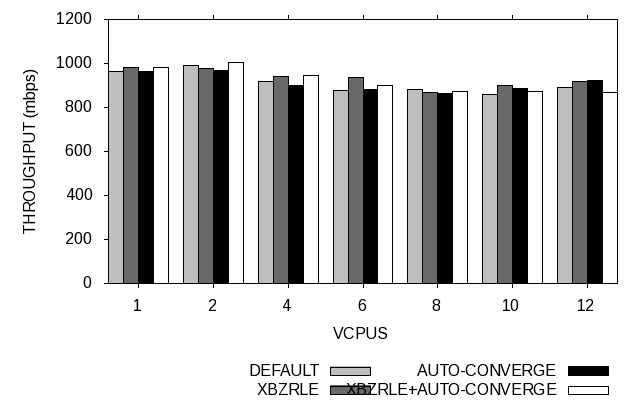 1200
1000
800
600
400
200
0
THROUGHPUT (mbps)
1 2 4 6 8 10 12
VCPUS
DEFAULT AUTO-CONVERGE
XBZRLE XBZRLE+AUTO-CONVERGE